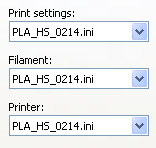 Print settings:
PLA_HS_0214.ini
Filament:
PLA_HS_0214.ini
Printer:
PLA_HS_0214.ini